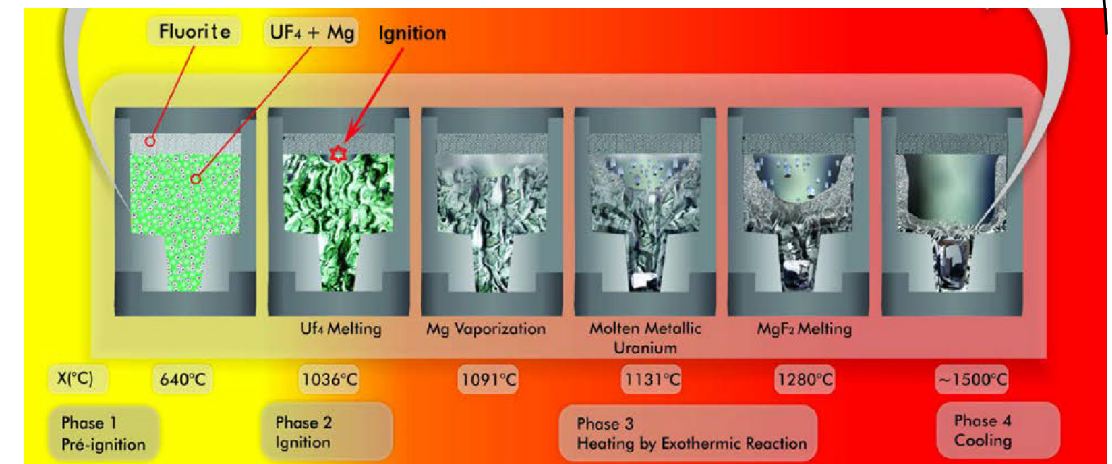 Fluorite
UF₄ + Mg
Ignition
Uf₄ Melting
Mg Vaporization
Molten Metallic
Uranium
MgF₂ Melting
X(°C)
640°C
1036°C
1091°C
1131°C
1280°C
~1500°C
Phase 1
Pré-ignition
Phase 2
Ignition
Phase 3
Heating by Exothermic Reaction
Phase 4
Cooling